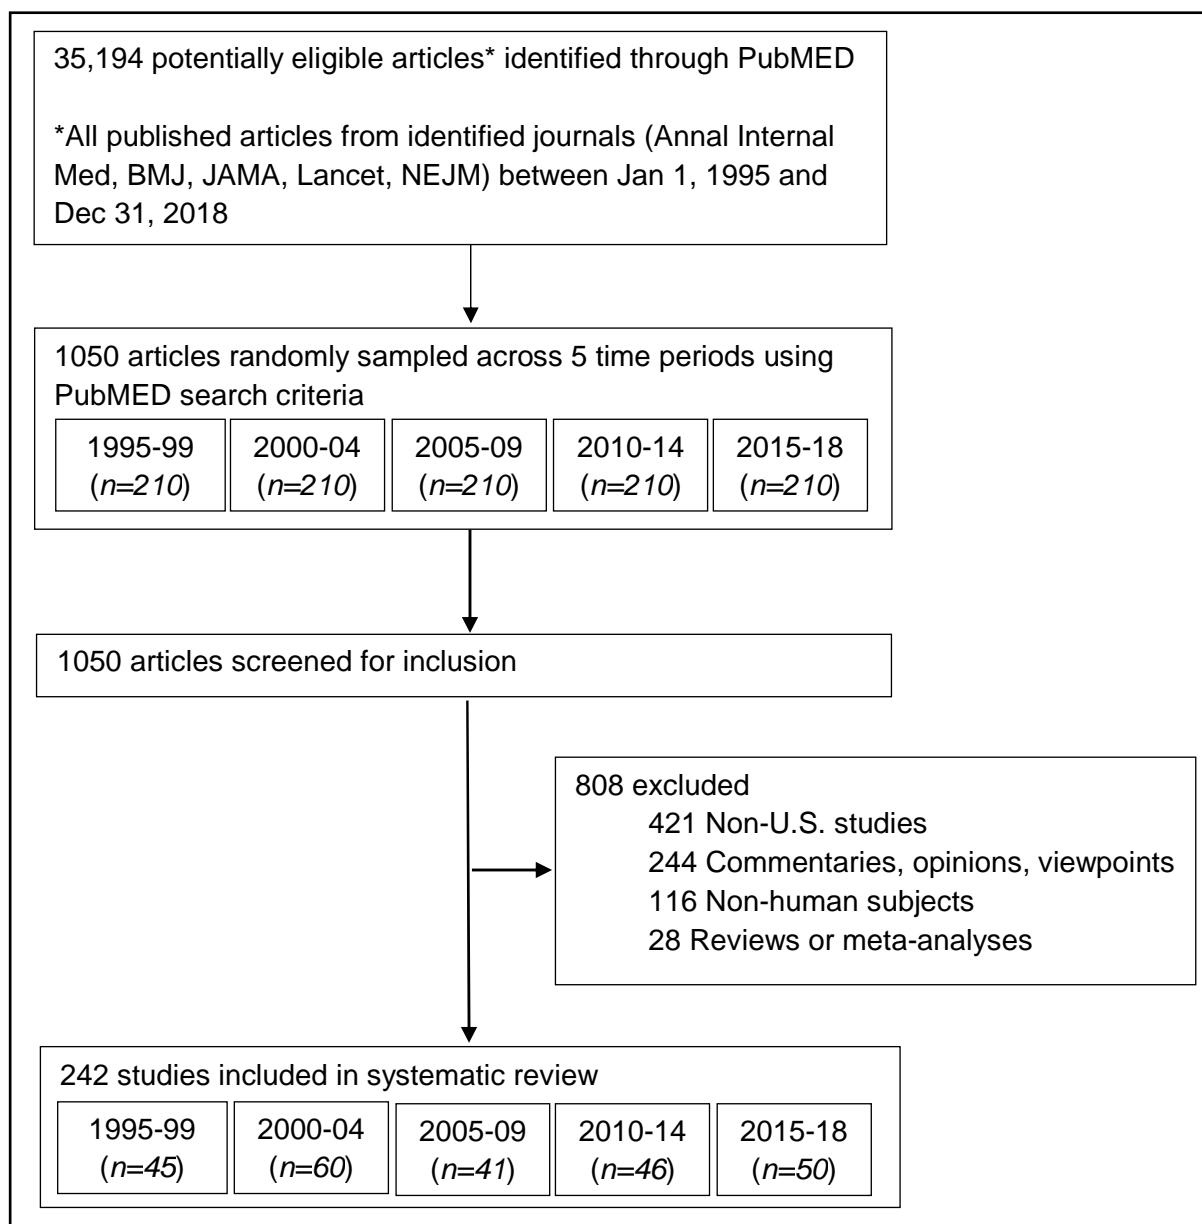 35,194 potentially eligible articles* identified through PubMED
*All published articles from identified journals (Annal Internal
Med, BMJ, JAMA, Lancet, NEJM) between Jan 1, 1995 and
Dec 31, 2018
1050 articles randomly sampled across 5 time periods using
PubMED search criteria
1995-99
(n=210)
2000-04
(n=210)
2005-09
(n=210)
2010-14
(n=210)
2015-18
(n=210)
1050 articles screened for inclusion
808 excluded
421 Non-U.S. studies
244 Commentaries, opinions, viewpoints
116 Non-human subjects
28 Reviews or meta-analyses
242 studies included in systematic review
1995-99
(n=45)
2000-04
(n=60)
2005-09
(n=41)
2010-14
(n=46)
2015-18
(n=50)